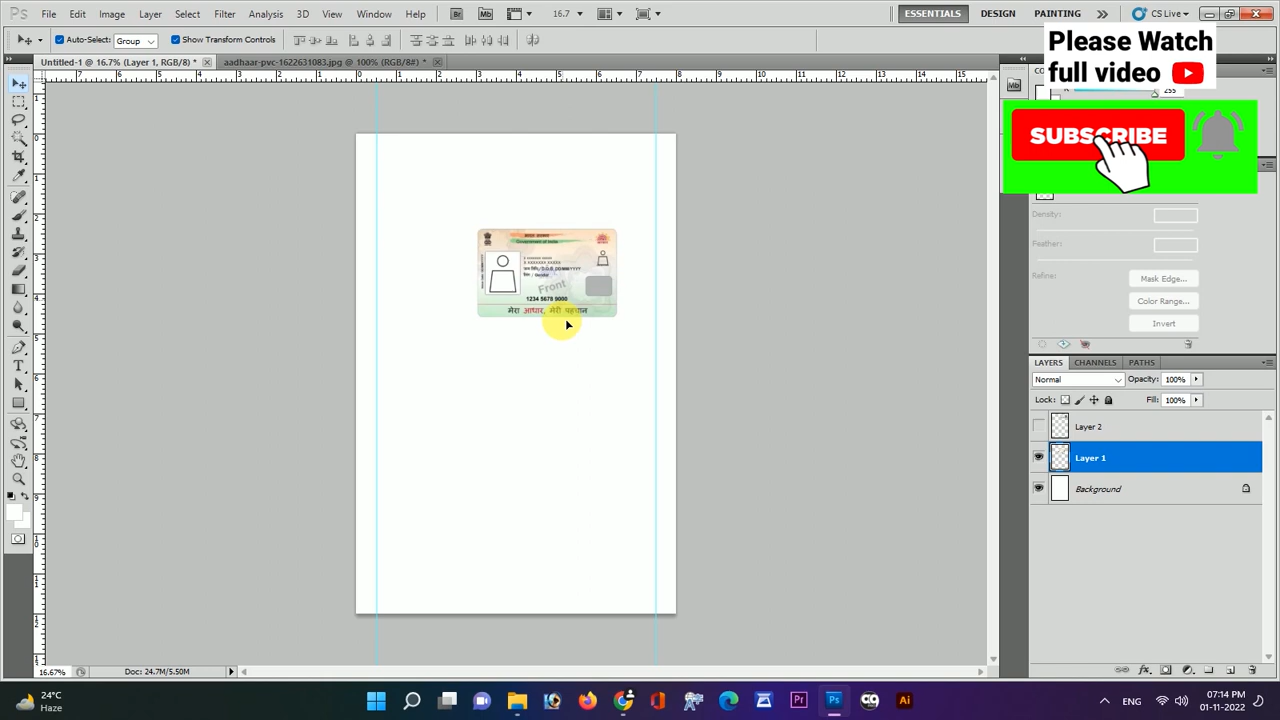 File Edit Image Layer Select Filter Analysis 3D View Window Help 16.7 ESSENTIALS DESIGN PAINTING CS Live
Auto-Select: Group Show Transform Controls
Please Watch
full video
Untitled-1 @ 16.7% (Layer 1, RGB/8) * aadhaar-pvc-1622631083.jpg @ 100% (RGB/8#) *
R 255
SUBSCRIBE
Density:
Feather:
Refine: Mask Edge...
Color Range...
Invert
Government of India
Front
1234 5678 9000
मेरा आधार, मेरी पहचान
LAYERS CHANNELS PATHS
Normal Opacity: 100%
Lock: Fill: 100%
Layer 2
Layer 1
Background
16.67% Doc: 24.7M/5.50M
24°C
Haze
ENG
07:14 PM
01-11-2022